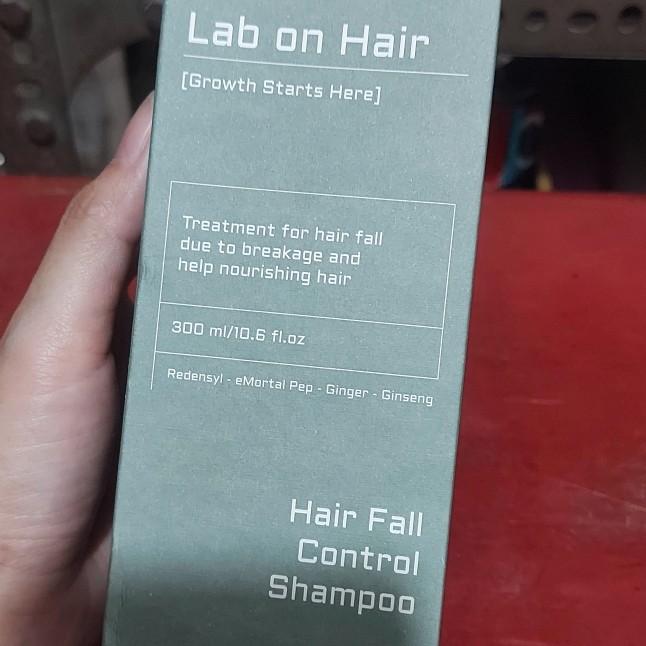 Lab on Hair
[Growth Starts Here]
Treatment for hair fall
due to breakage and
help nourishing hair
300 ml/10.6 fl.oz
Redensyl - eMortal Pep - Ginger - Ginseng
Hair Fall
Control
Shampoo